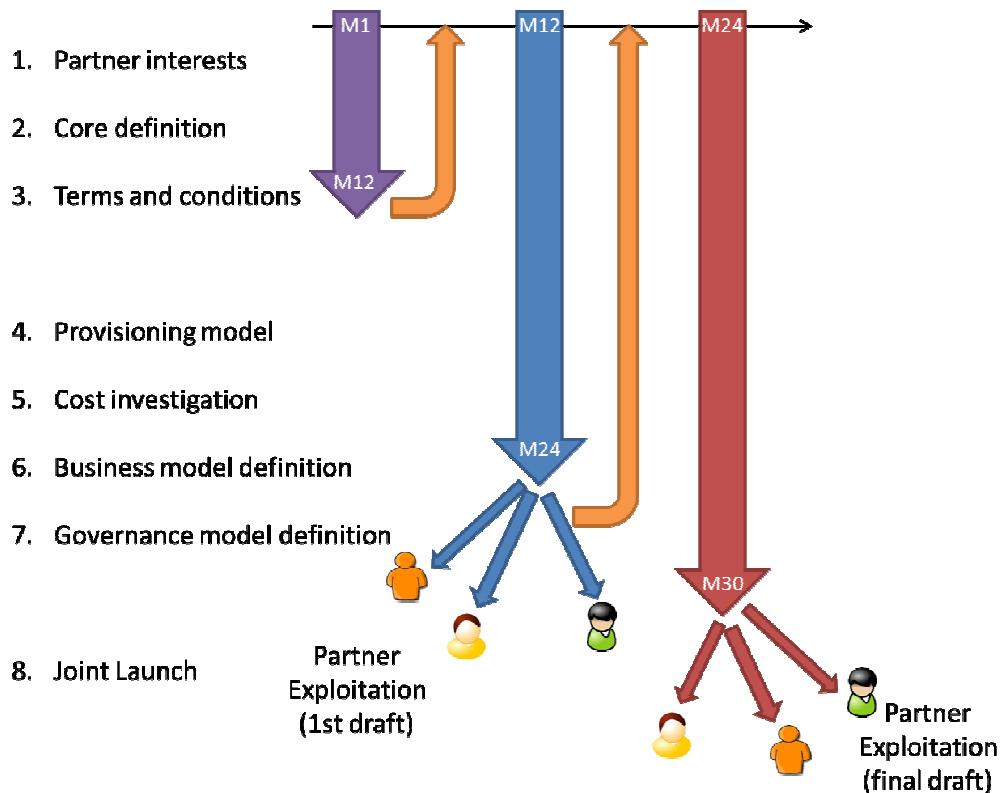 M1
M12
M24
1. Partner interests
2. Core definition
M12
3. Terms and conditions
4. Provisioning model
5. Cost investigation
M24
6. Business model definition
7. Governance model definition
M30
8. Joint Launch
Partner
Exploitation
(1st draft)
Partner
Exploitation
(final draft)